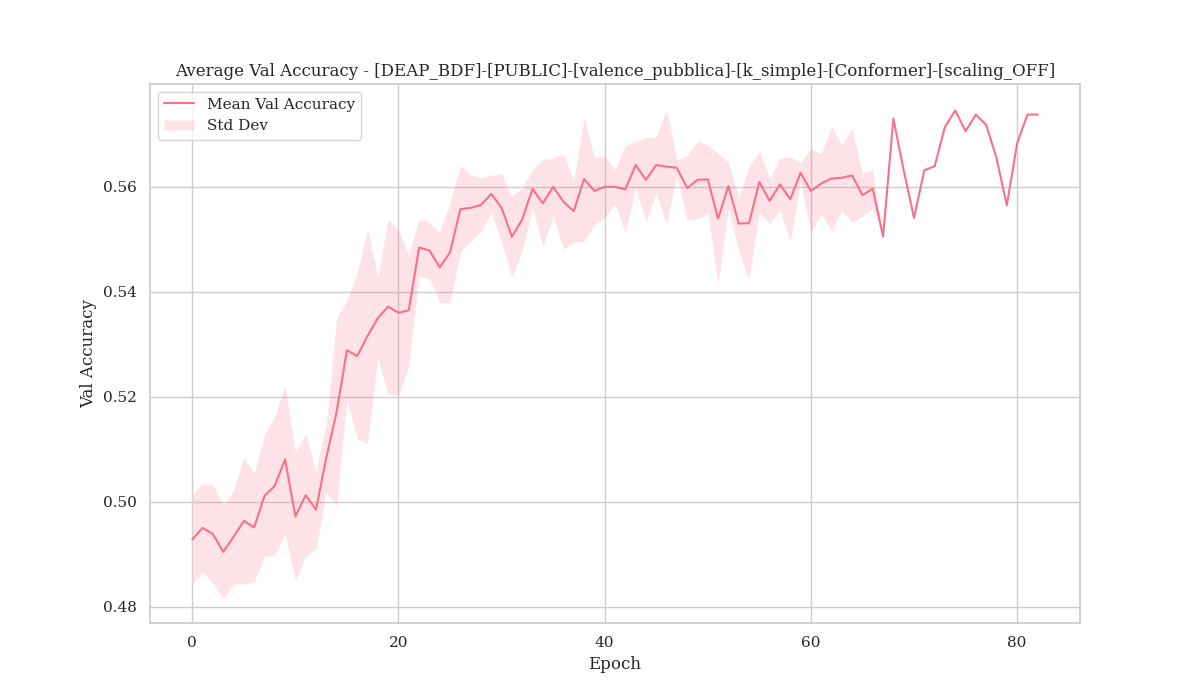 Average Val Accuracy - [DEAP_BDF]-[PUBLIC]-[valence_pubblica]-[k_simple]-[Conformer]-[scaling_OFF]
Mean Val Accuracy
Std Dev
Val Accuracy
0.56
0.54
0.52
0.50
0.48
0
20
40
60
80
Epoch